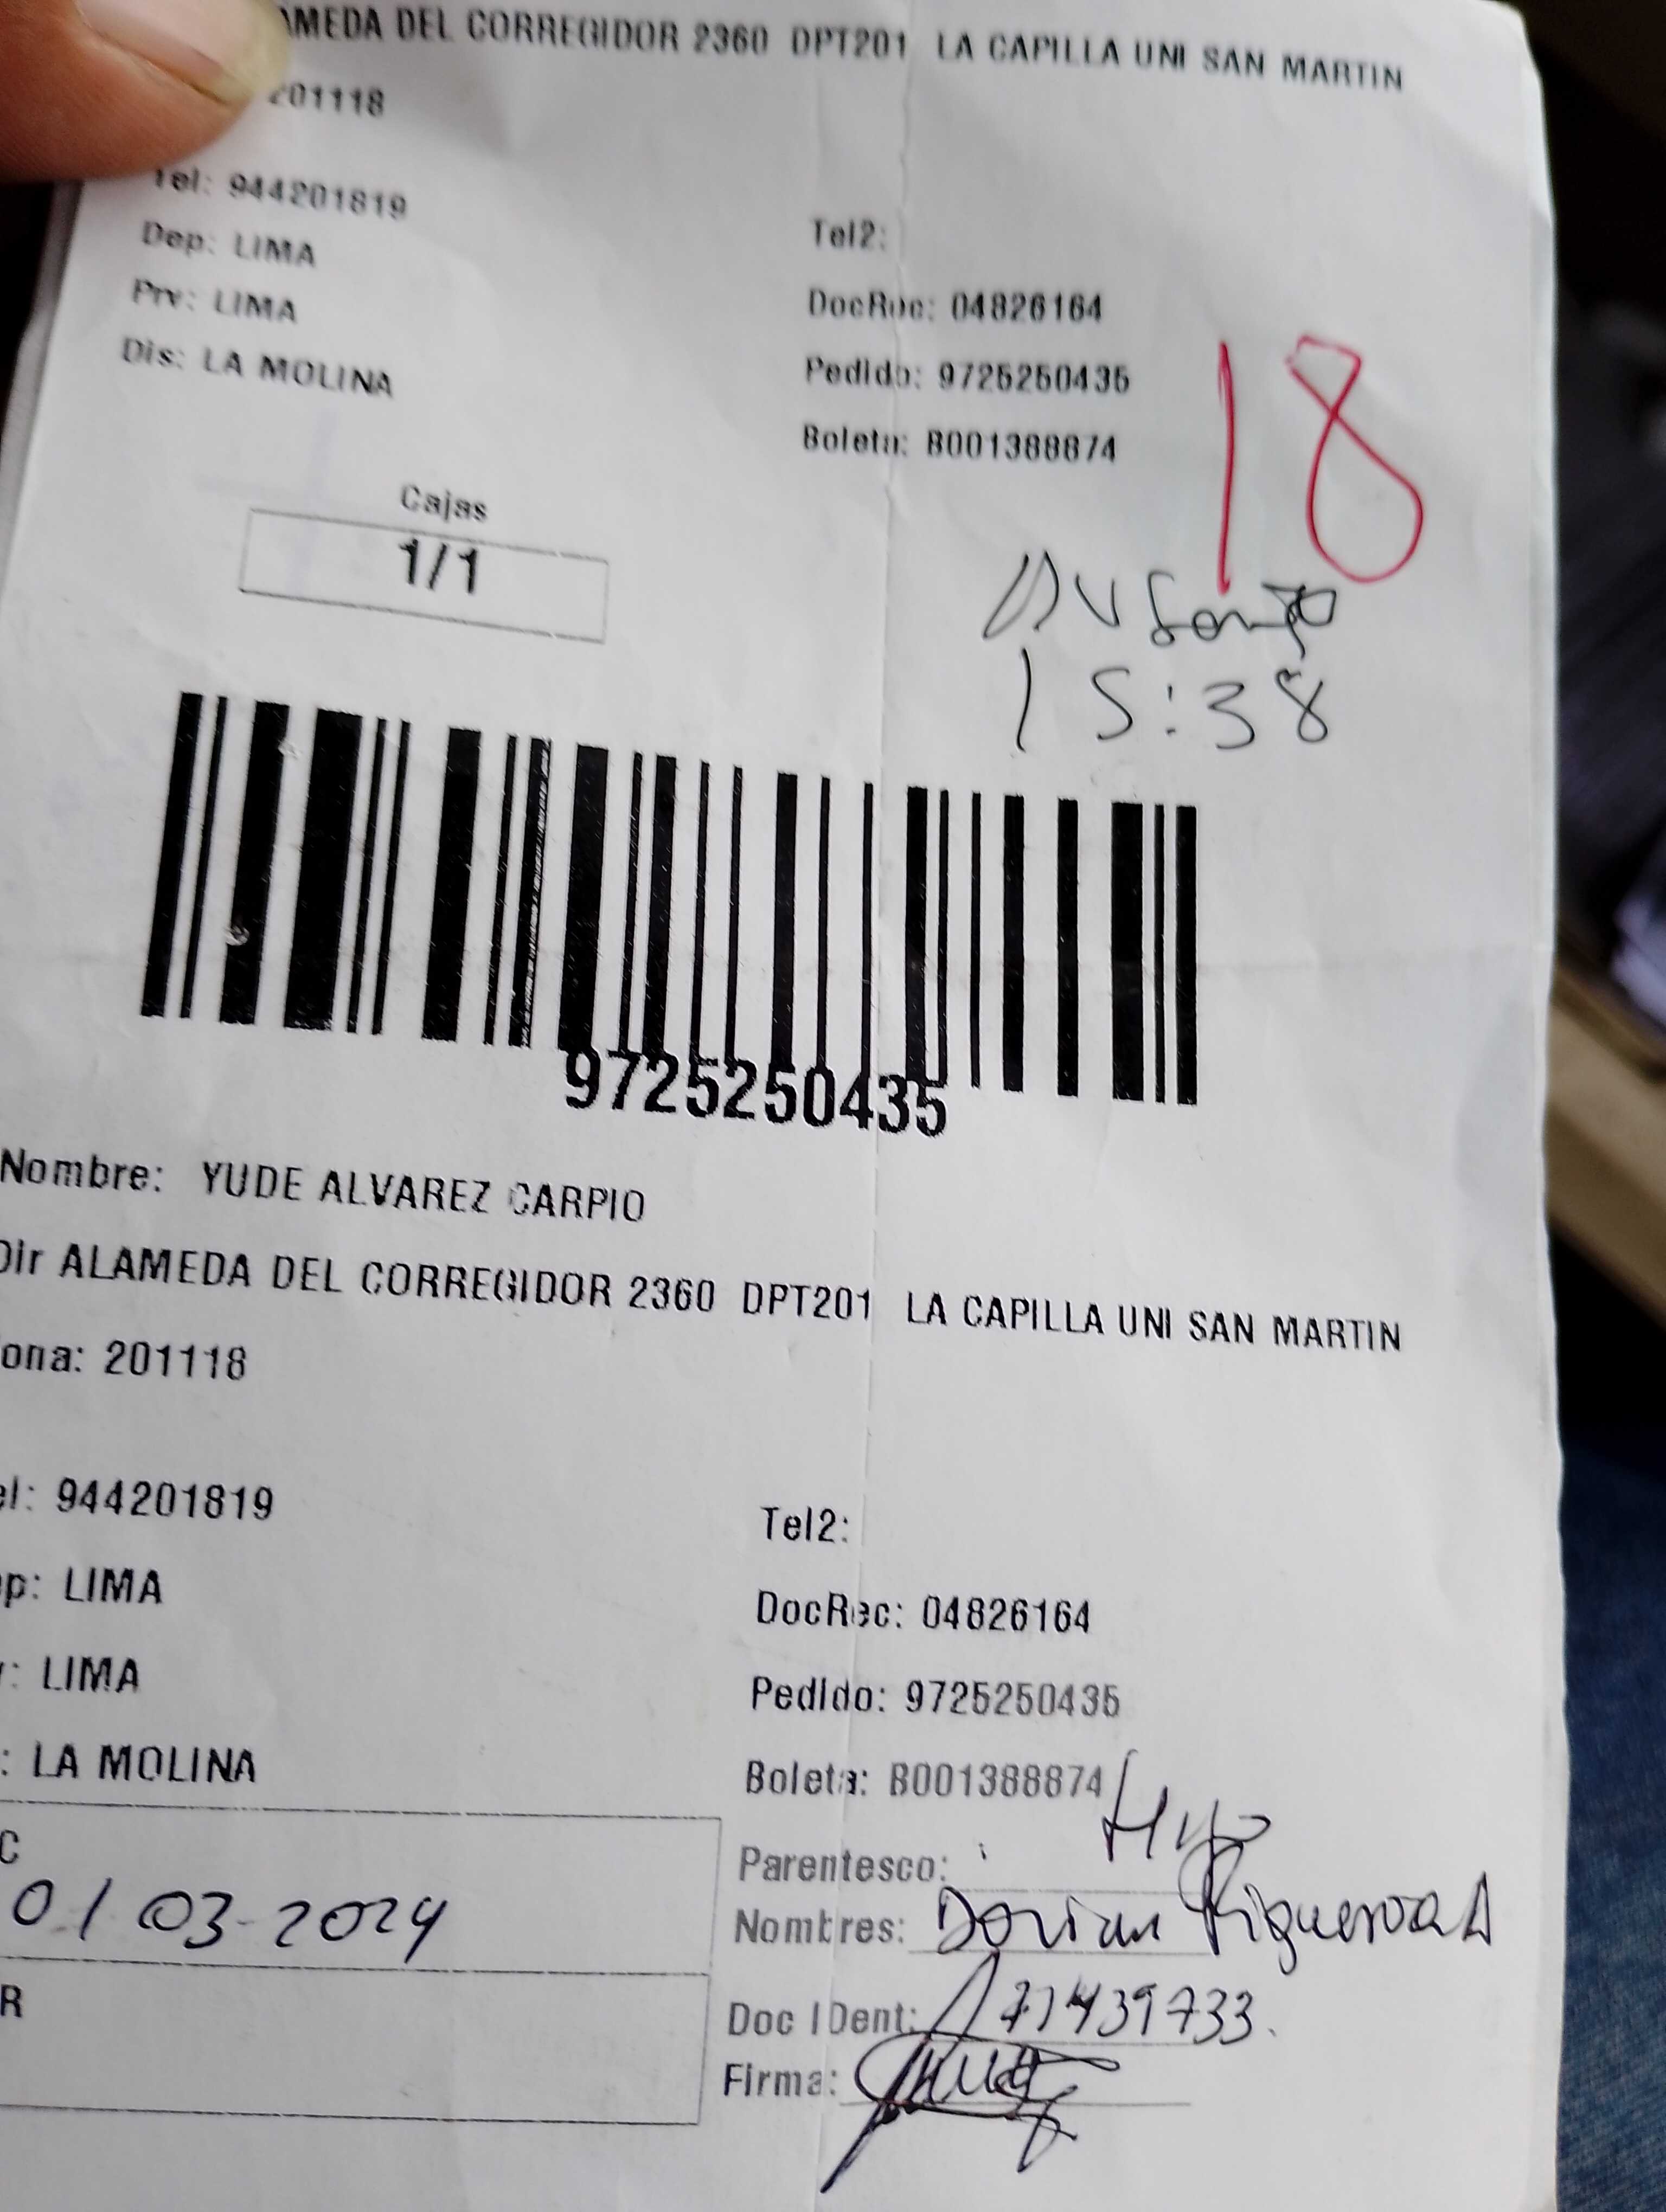 AMEDA DEL CORREGIDOR 2360 DPT201 LA CAPILLA UNI SAN MARTIN
201118
Tel: 944201819
Tel2:
Dep: LIMA
DocRec: 04826164
Prv: LIMA
Pedido: 9725250435
Dis: LA MOLINA
Boleta: B001388874
18
Cajas
1/1
15:38
9725250435
Nombre: YUDE ALVAREZ CARPIO
Dir ALAMEDA DEL CORREGIDOR 2360 DPT201 LA CAPILLA UNI SAN MARTIN
ona: 201118
el: 944201819
Tel2:
p: LIMA
DocRec: 04826164
: LIMA
Pedido: 9725250435
: LA MOLINA
Boleta: B001388874
C
Parentesco: Hijo
01 03-2024
Nombres: Dorian Figueroa A
R
Doc IDent: 71439733.
Firma: